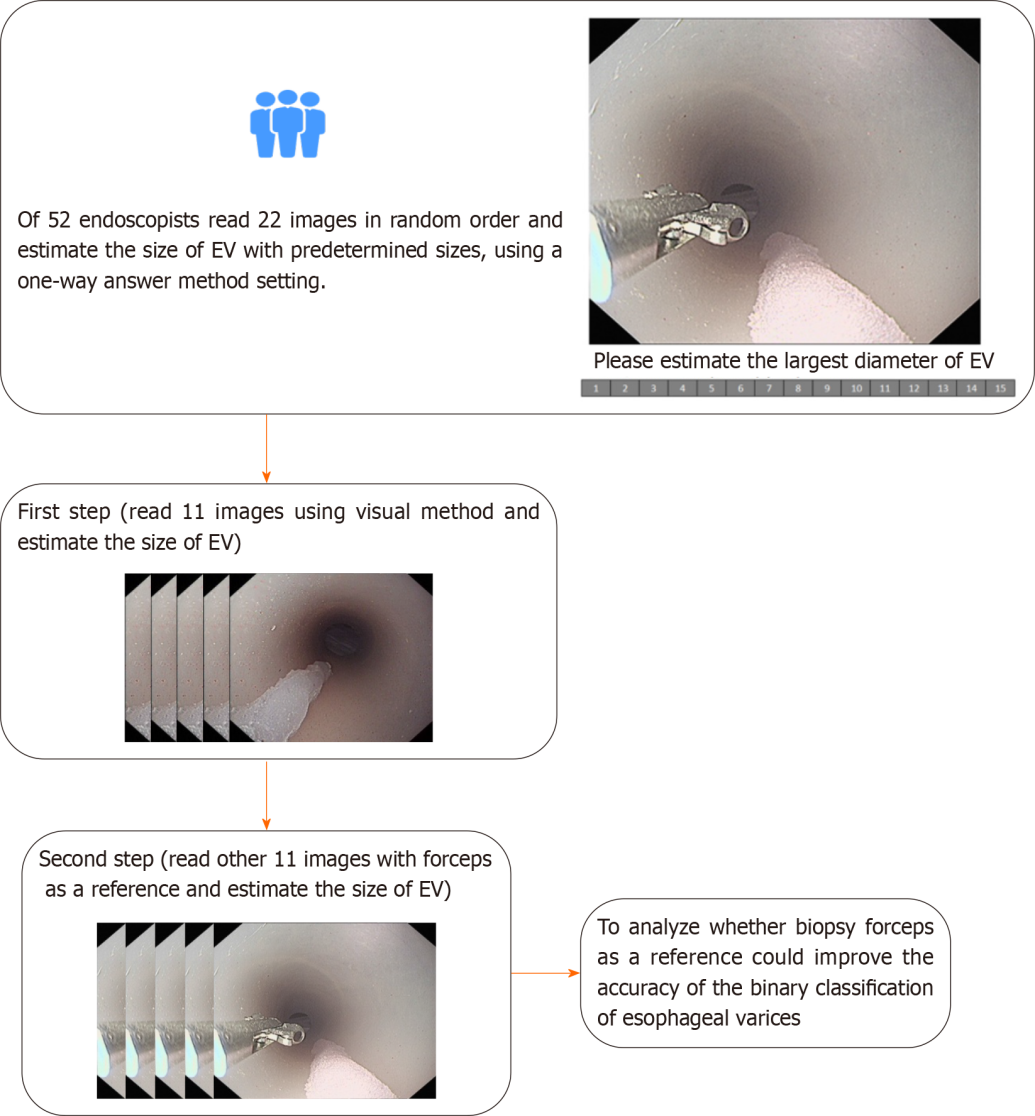 Of 52 endoscopists read 22 images in random order and
estimate the size of EV with predetermined sizes, using a
one-way answer method setting.
Please estimate the largest diameter of EV
1 2 3 4 5 6 7 8 9 10 11 12 13 14 15
First step (read 11 images using visual method and
estimate the size of EV)
Second step (read other 11 images with forceps
as a reference and estimate the size of EV)
To analyze whether biopsy forceps
as a reference could improve the
accuracy of the binary classification
of esophageal varices